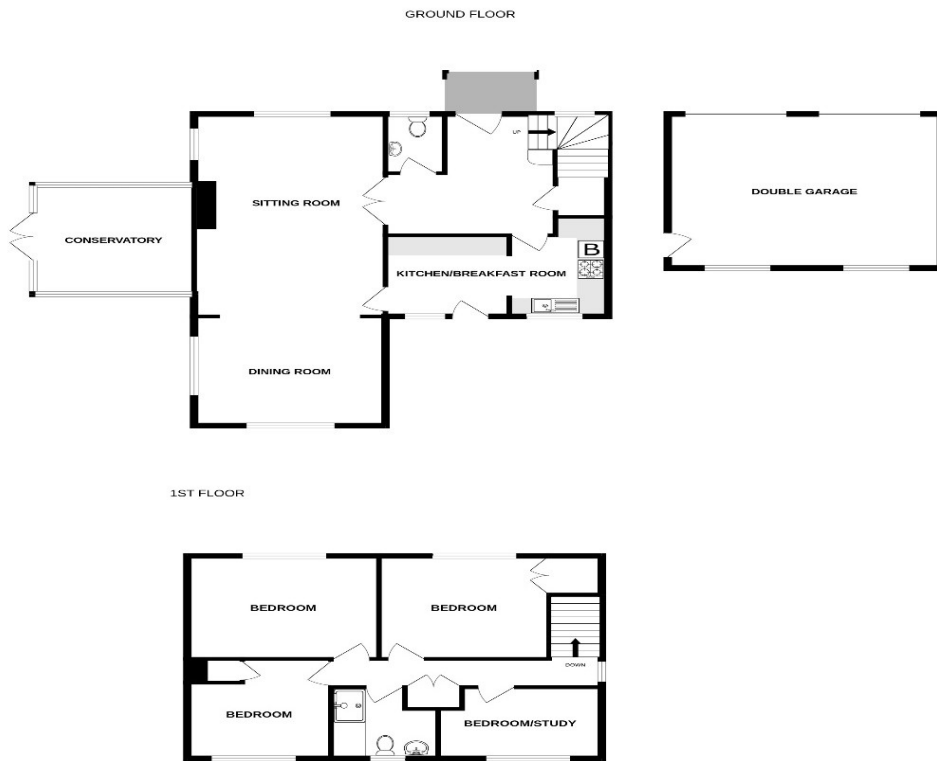 GROUND FLOOR
UP
SITTING ROOM
DOUBLE GARAGE
CONSERVATORY
B
KITCHEN/BREAKFAST ROOM
DINING ROOM
1ST FLOOR
BEDROOM
BEDROOM
DOWN
BEDROOM
BEDROOM/STUDY